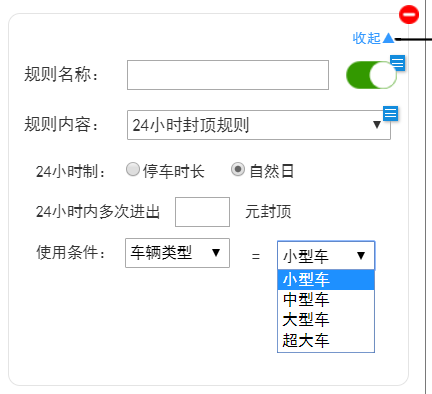 收起▲
规则名称：
规则内容： 24小时封顶规则 ▼
24小时制： 停车时长 自然日
24小时内多次进出 元封顶
使用条件： 车辆类型 ▼ = 小型车 ▼
小型车
中型车
大型车
超大车